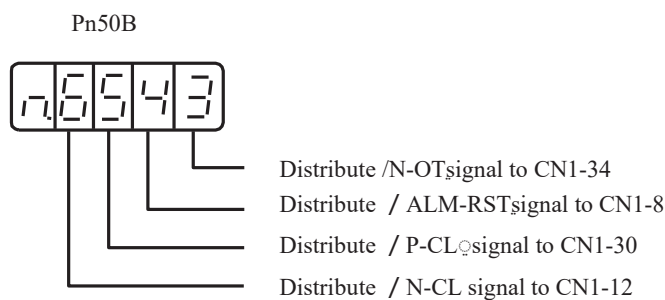 Pn50B
n.6543
Distribute /N-OT signal to CN1-34
Distribute / ALM-RST signal to CN1-8
Distribute / P-CL signal to CN1-30
Distribute / N-CL signal to CN1-12